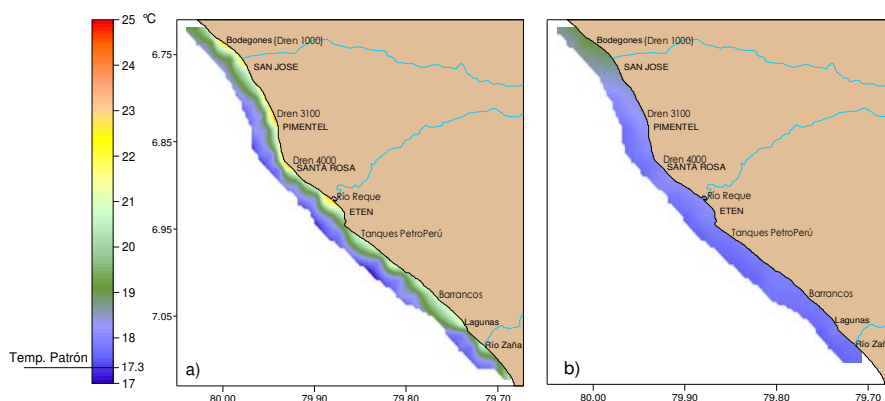 25 °C
24
23
22
21
20
19
18
Temp. Patrón
17.3
17
6.75
6.85
6.95
7.05
Bodegones (Dren 1000)
SAN JOSE
Dren 3100
PIMENTEL
Dren 4000
SANTA ROSA
Río Reque
ETEN
Tanques PetroPerú
Barrancos
Lagunas
Río Zaña
a)
80.00 79.90 79.80 79.70
Bodegones (Dren 1000)
SAN JOSE
Dren 3100
PIMENTEL
Dren 4000
SANTA ROSA
Río Reque
ETEN
Tanques PetroPerú
Barrancos
Lagunas
Río Zañ
b)
80.00 79.90 79.80 79.70